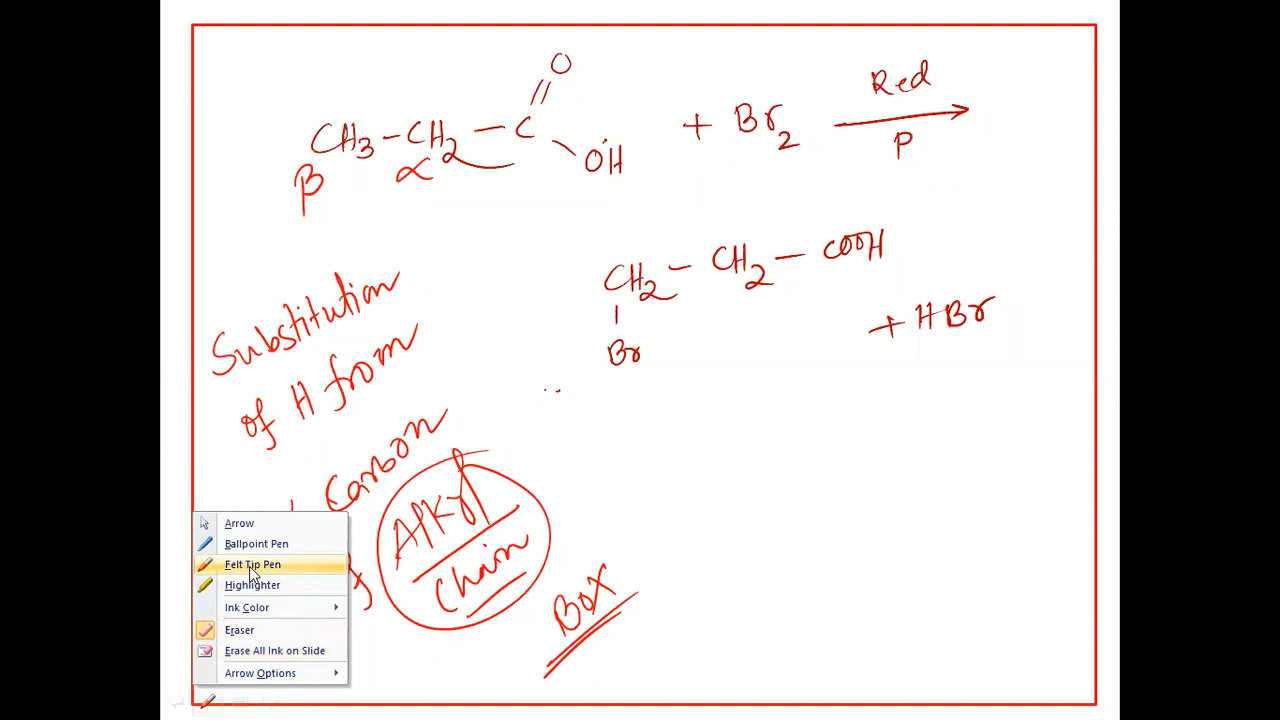 O
CH3 - CH2 - C + Br2 Red
β α OH P
CH2 - CH2 - COOH
Br + HBr
Substitution
of H from
Carbon
Alkyl
Chain
Box
Arrow
Ballpoint Pen
Felt Tip Pen
Highlighter
Ink Color
Eraser
Erase All Ink on Slide
Arrow Options